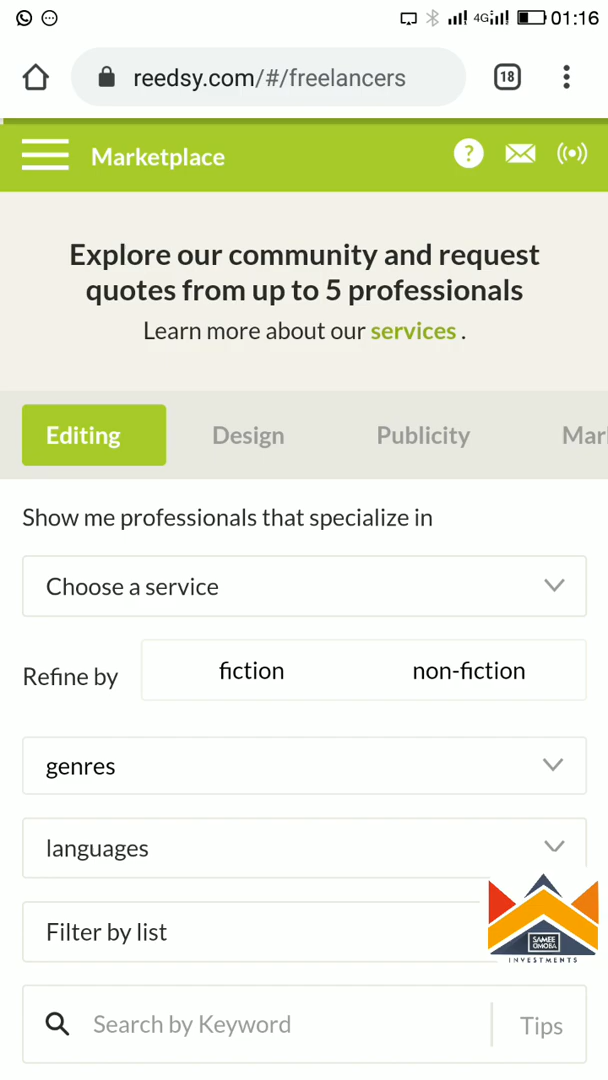 4G 01:16
reedsy.com/#/freelancers 18
Marketplace ?
Explore our community and request
quotes from up to 5 professionals
Learn more about our services .
Editing Design Publicity Mar
Show me professionals that specialize in
Choose a service
Refine by fiction non-fiction
genres
languages
Filter by list
SAMEE
OMOBA
INVESTMENTS
Search by Keyword Tips